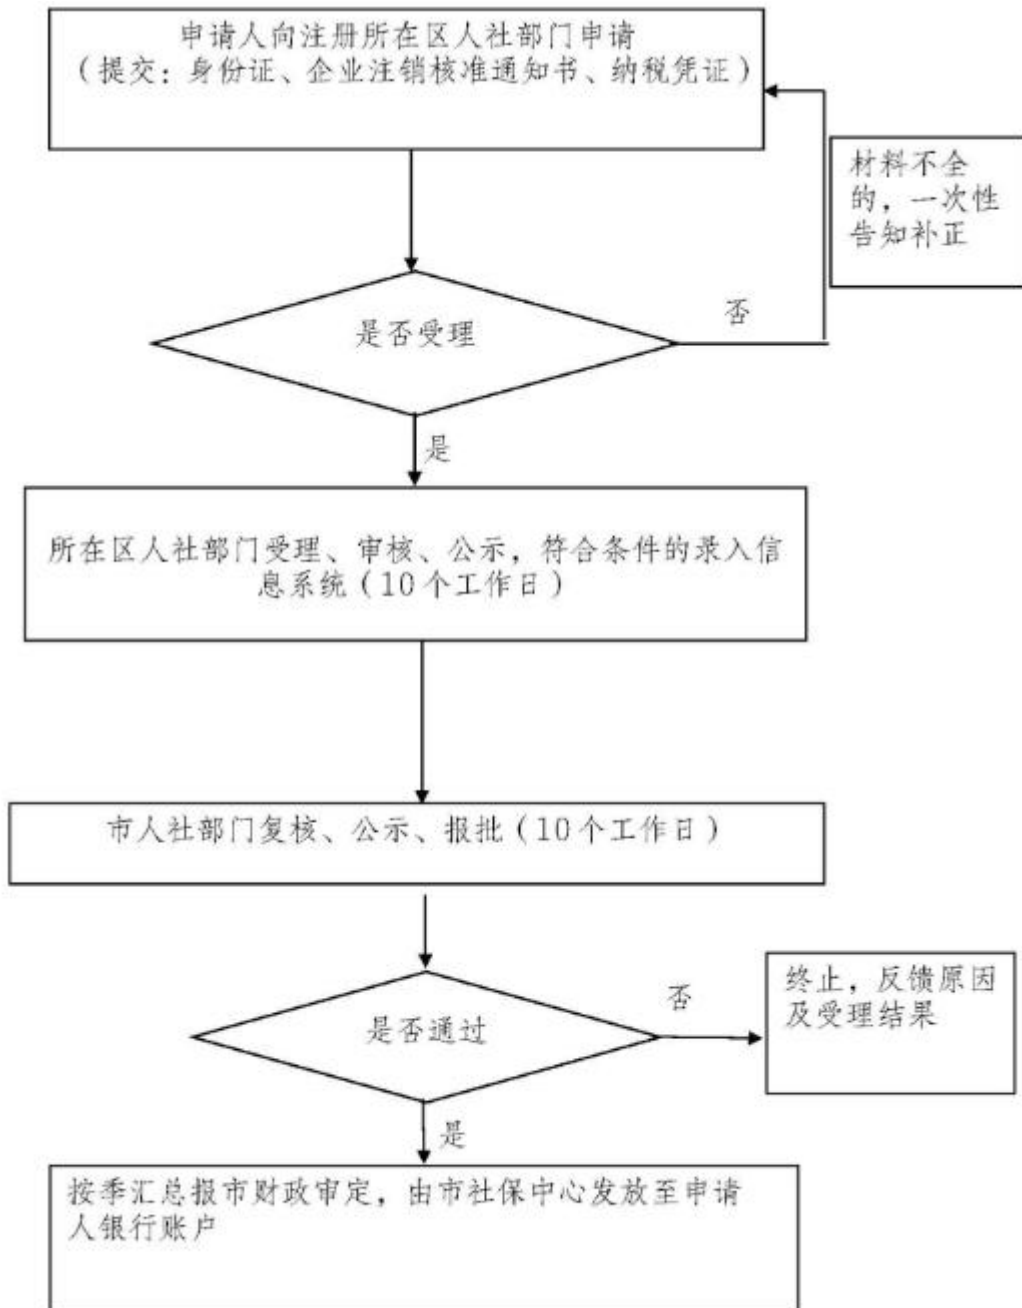 申请人向注册所在区人社部门申请
（提交：身份证、企业注销核准通知书、纳税凭证）
材料不全
的，一次性
告知补正
是否受理
否
是
所在区人社部门受理、审核、公示，符合条件的录入信
息系统（10个工作日）
市人社部门复核、公示、报批（10个工作日）
是否通过
否
终止，反馈原因
及受理结果
是
按季汇总报市财政审定，由市社保中心发放至申请
人银行账户